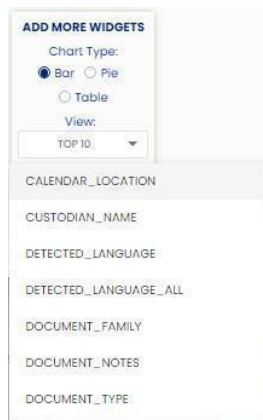 ADD MORE WIDGETS
Chart Type:
Bar Pie
Table
View:
TOP 10
CALENDAR_LOCATION
CUSTODIAN_NAME
DETECTED_LANGUAGE
DETECTED_LANGUAGE_ALL
DOCUMENT_FAMILY
DOCUMENT_NOTES
DOCUMENT_TYPE